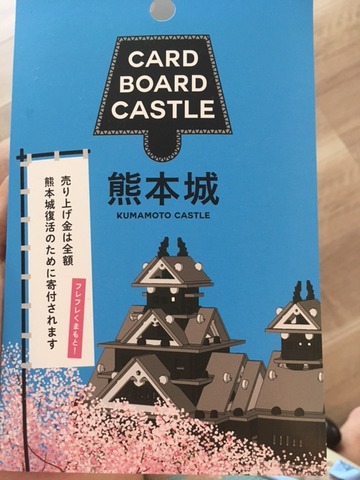 CARD
BOARD
CASTLE
熊本城
KUMAMOTO CASTLE
売り上げ金は全額
熊本城復活のために寄付されます
フレフレくまもと!